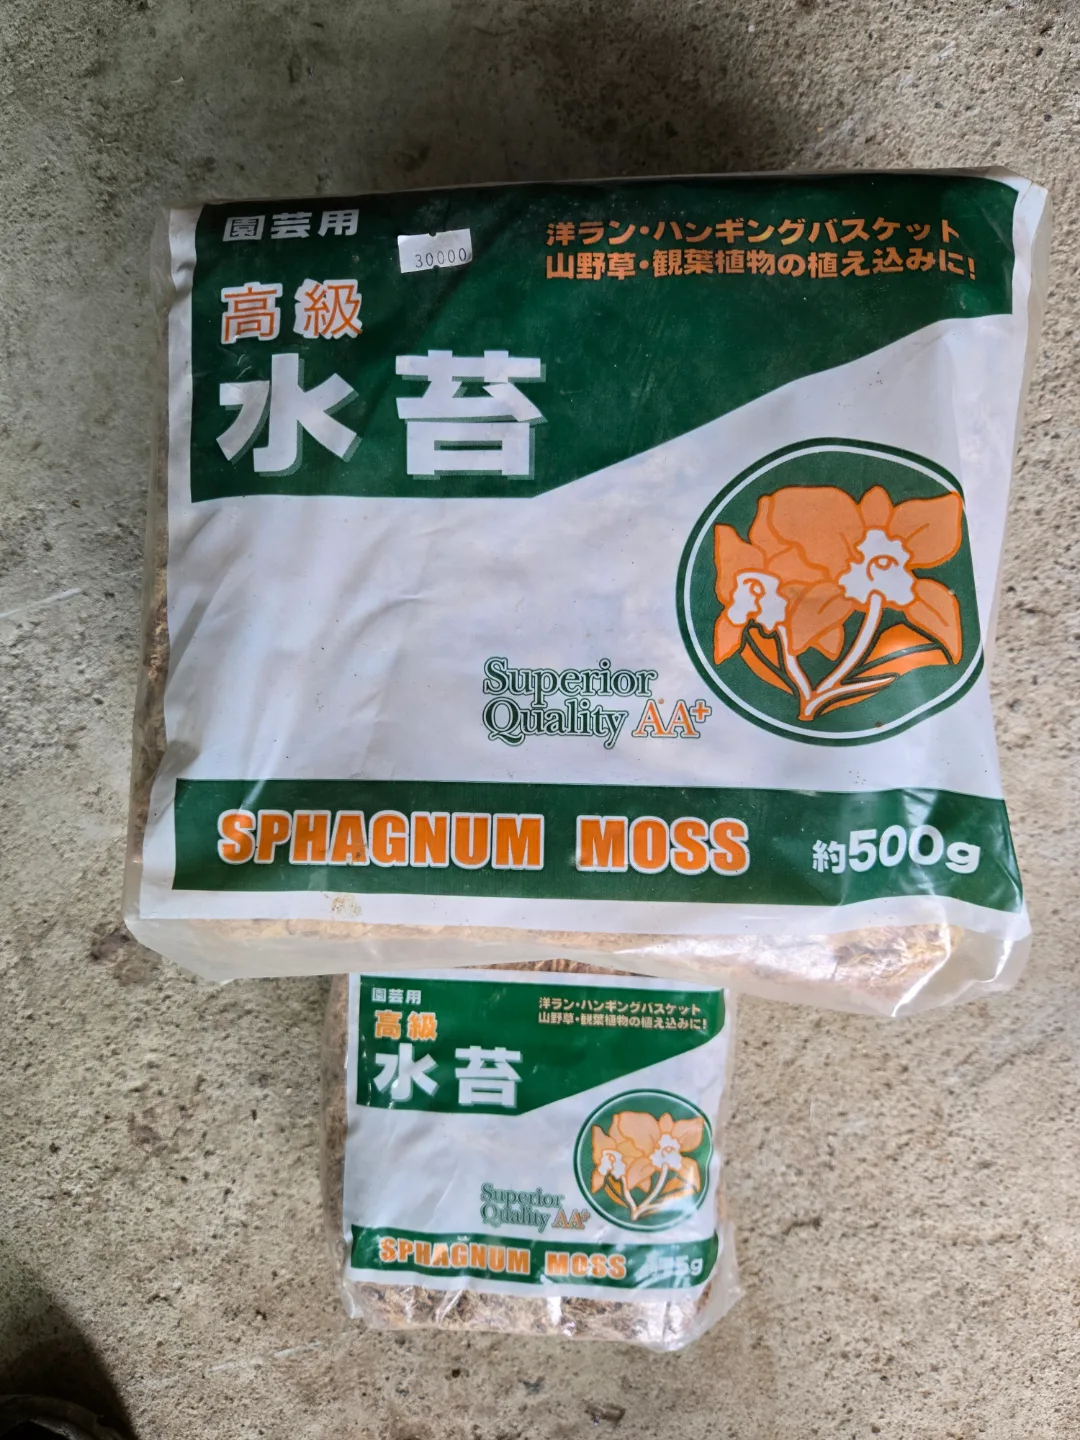 園芸用
30000
洋ラン・ハンギングバスケット
山野草・観葉植物の植え込みに!
高級
水苔
Superior
Quality AA+
SPHAGNUM MOSS 約500g
園芸用
洋ラン・ハンギングバスケット
山野草・観葉植物の植え込みに!
高級
水苔
Superior
Quality AA+
SPHAGNUM MOSS